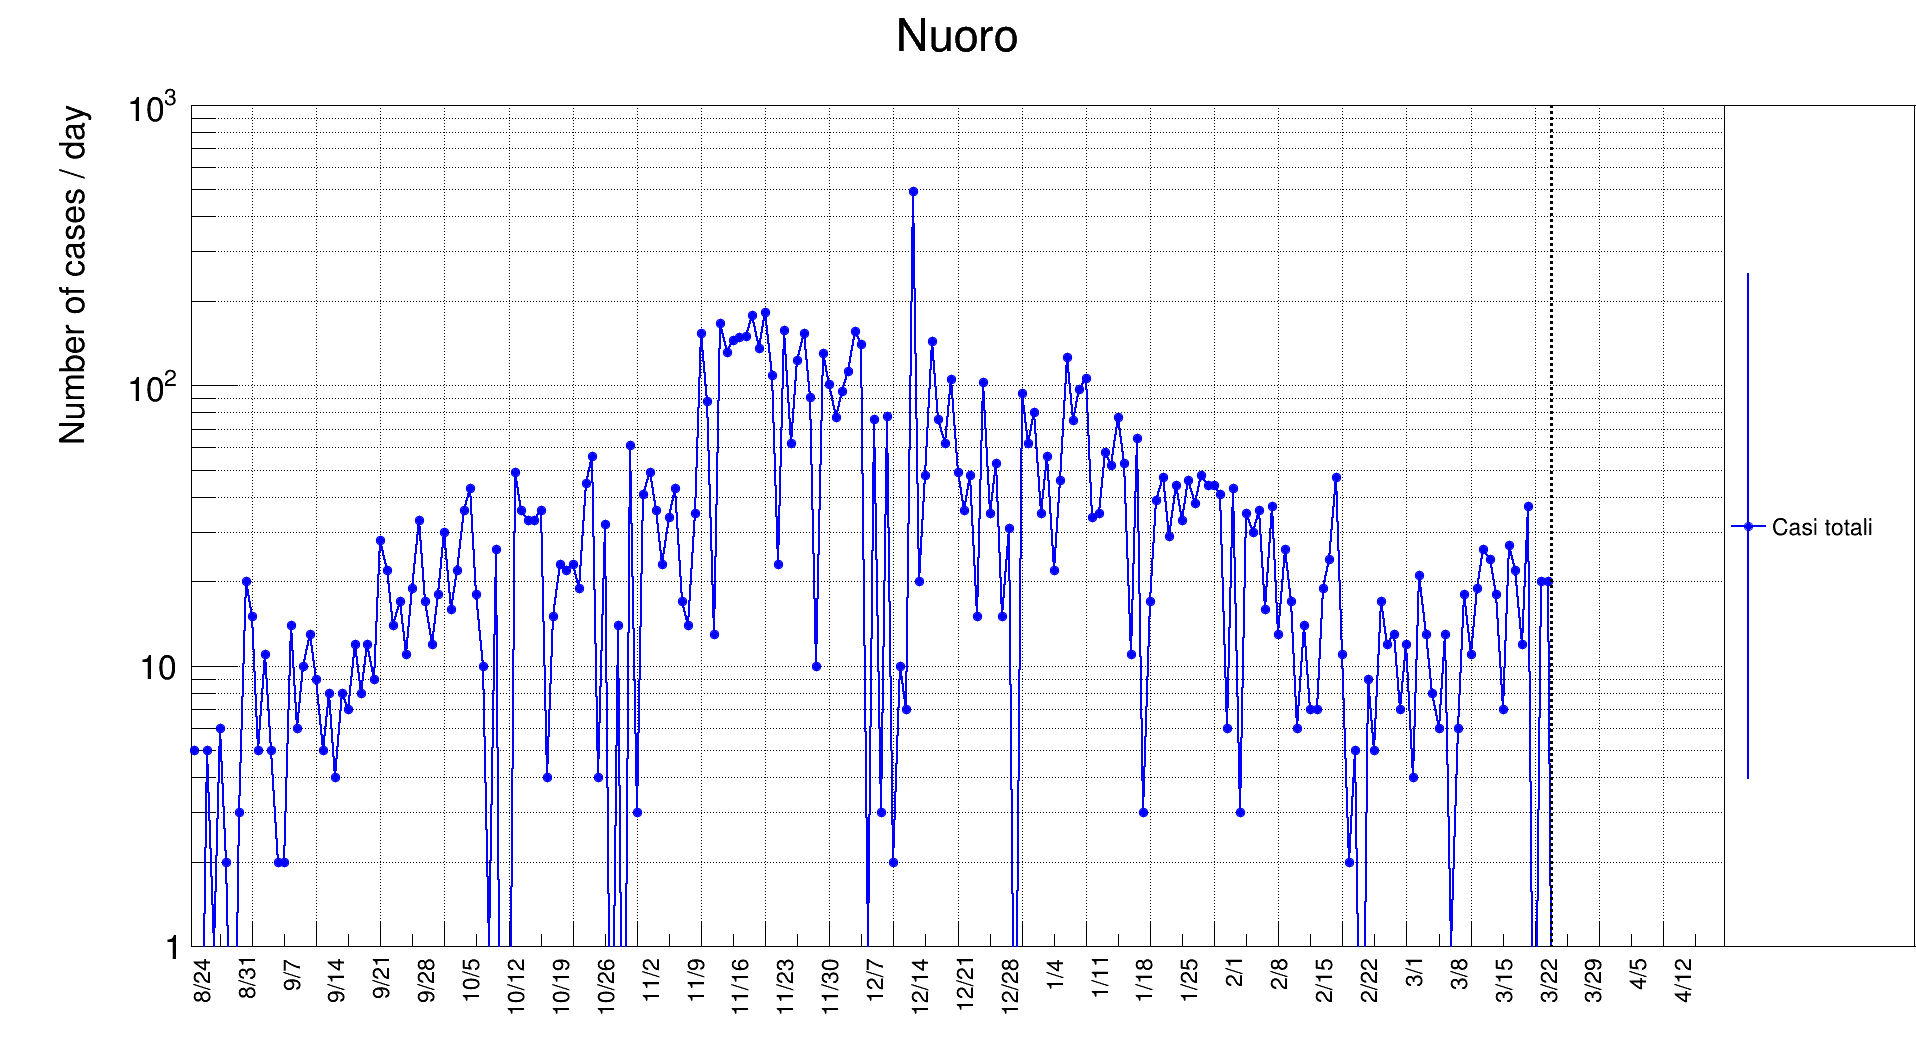 Nuoro
Number of cases / day
10³
10²
10
1
8/24 8/31 9/7 9/14 9/21 9/28 10/5 10/12 10/19 10/26 11/2 11/9 11/16 11/23 11/30 12/7 12/14 12/21 12/28 1/4 1/11 1/18 1/25 2/1 2/8 2/15 2/22 3/1 3/8 3/15 3/22 3/29 4/5 4/12
Casi totali